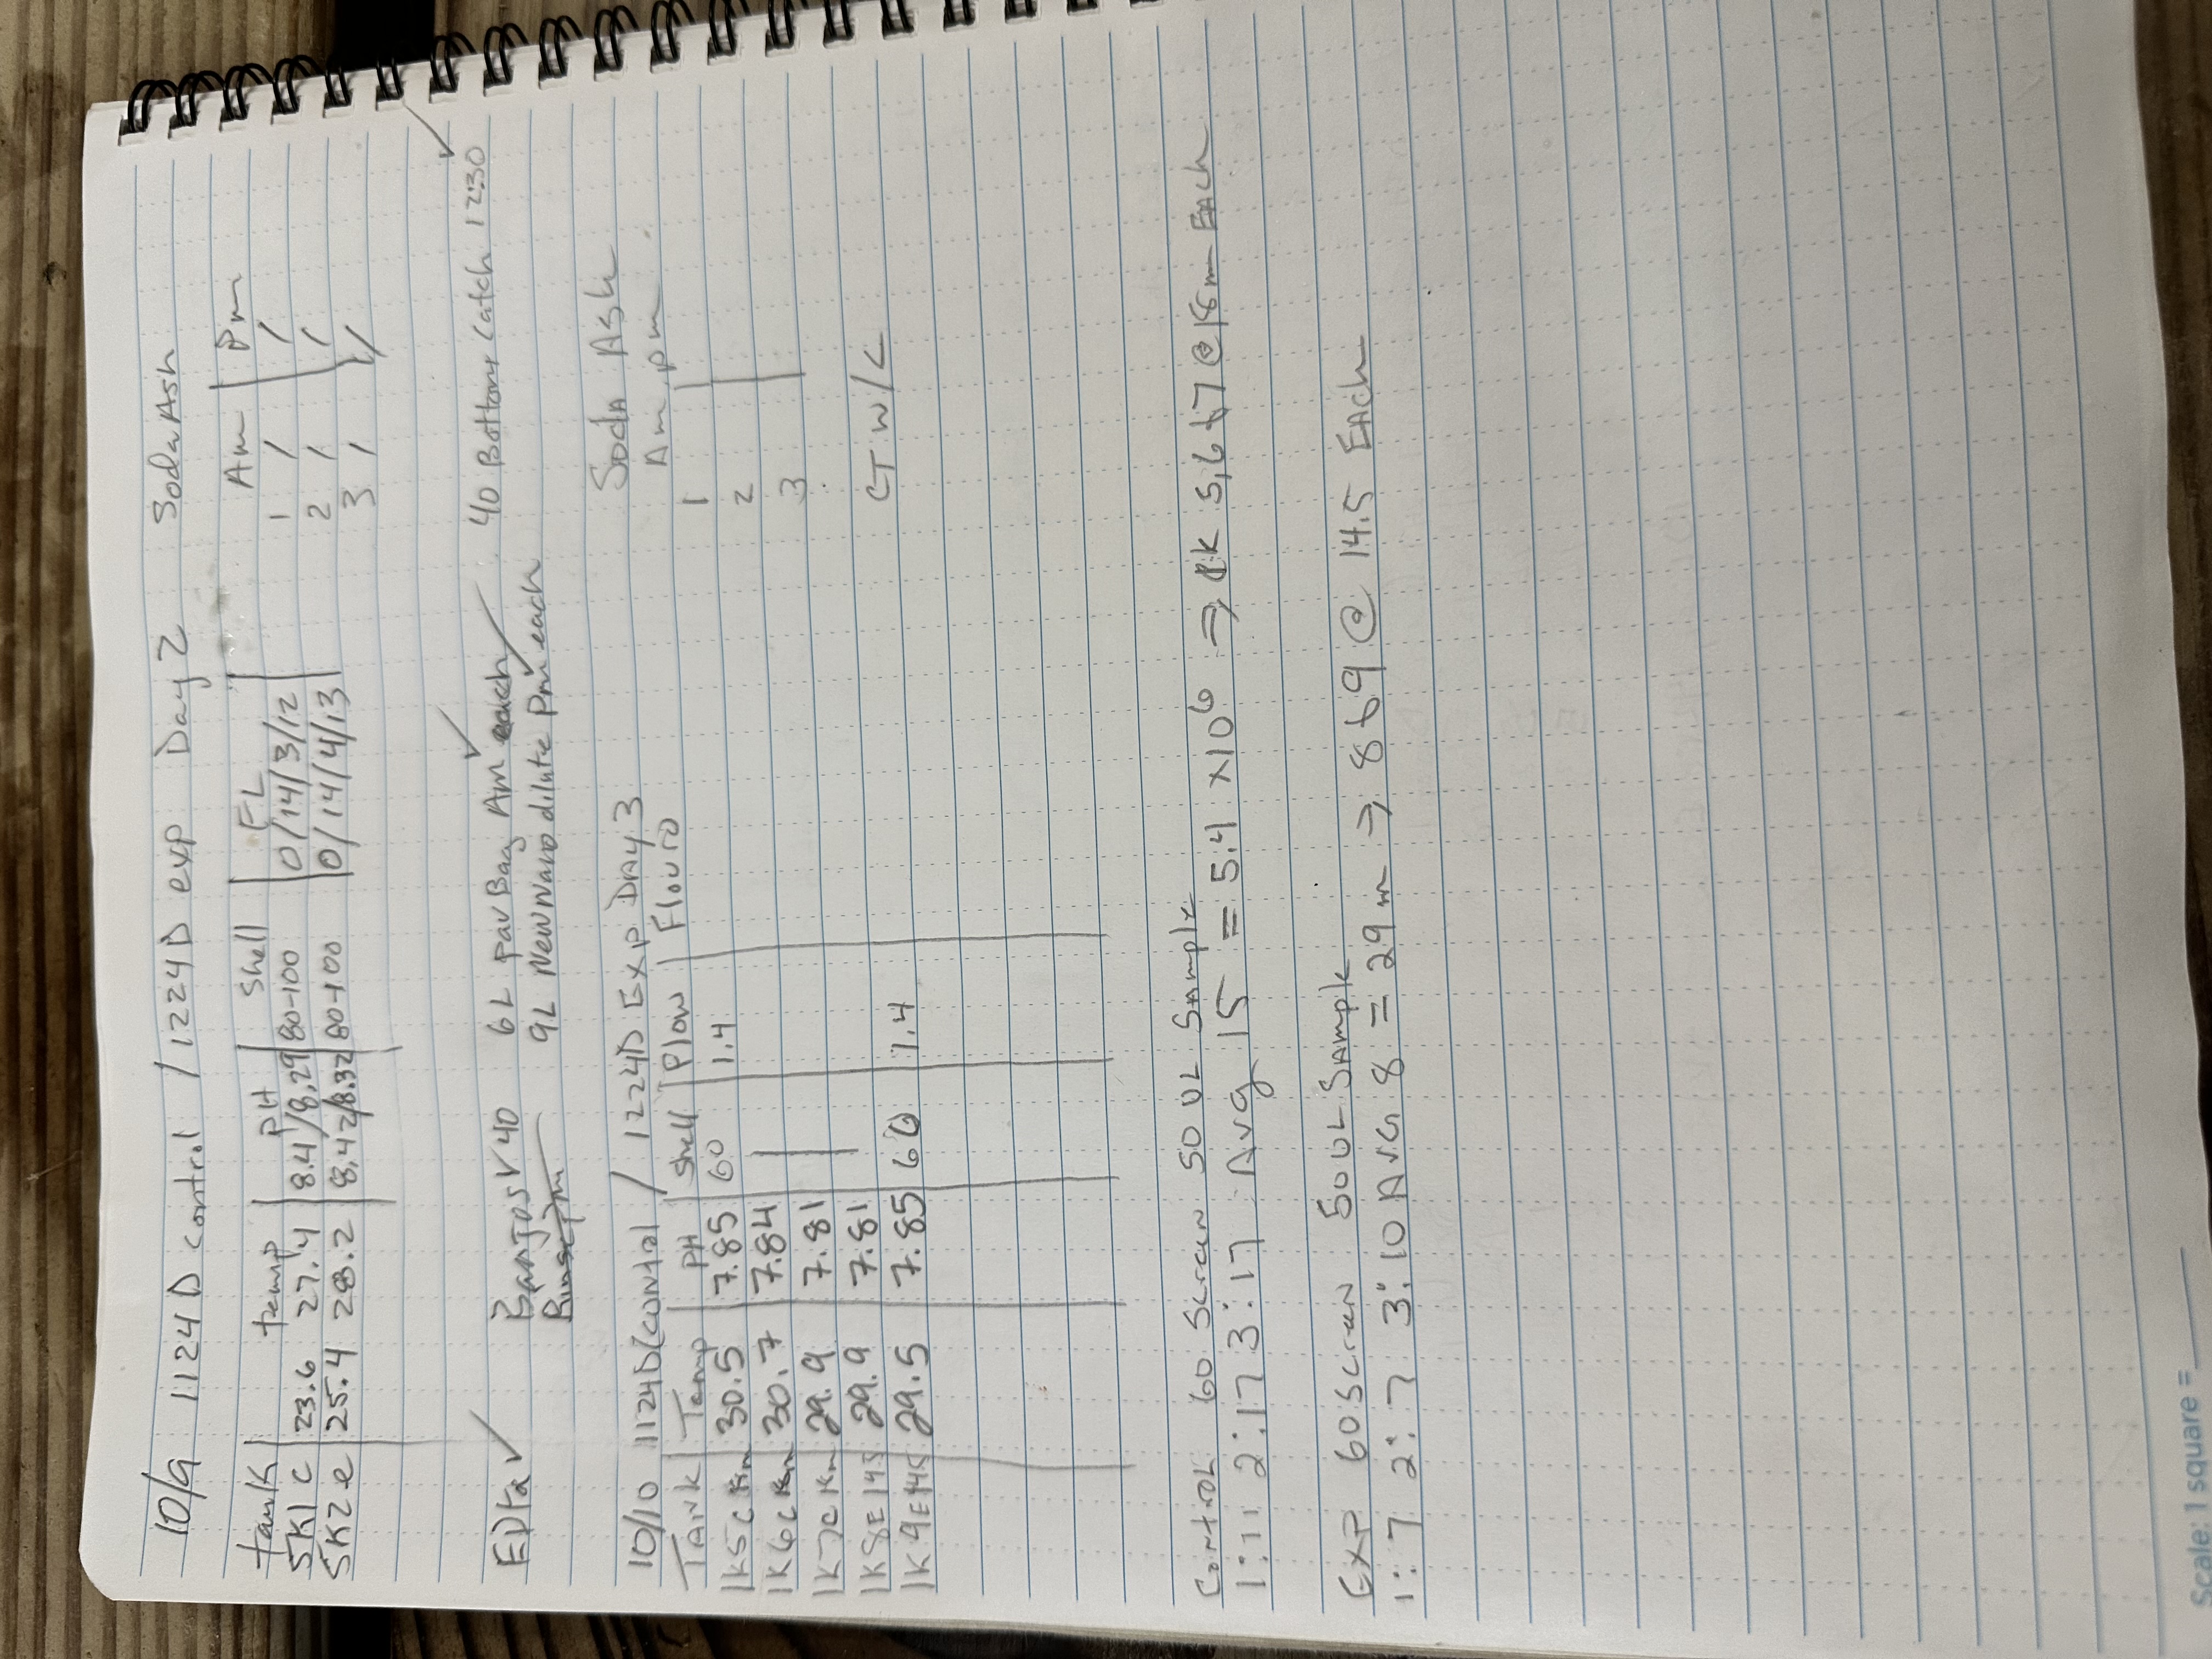 10/9 1124D control / 1224D exp Day 2 Soda Ash
Am Pm
tank temp pH Shell FL
5K1 c 23.6 27.4 8.4/8.29 80-100 0/14/3/12
1 / /
5K2 e 25.4 28.2 8.42/8.32 80-100 0/14/4/13
2 / /
3 / /
EDta ✓ Banjos ✓ 40 6L pav Bag Am each ✓ 40 Bottom Catch 12:30 ✓
Rinse pm 9L New Nano dilute Pm each ✓
10/10 1124D Contal / 1224D Exp DAy 3 Soda Ash
Am pm
TANK Temp PH Shell Flow Flouro
1K5c Km 30.5 7.85 60 1.4
1
1K6c Km 30.7 7.84
2
1K7c Km 29.9 7.81
3
1K8E 145 29.9 7.81
CT W/C
1K9E 145 29.5 7.85 60 1.4
Control 60 Screen 50 UL Sample
1:11 2:17 3:17 Avg 15 = 5.4 x10⁶ ⇒ 1K 5,6 & 7 @ 18m EAch
Exp 60 Screen 50 UL SAmple
1: 7 2: 7 3: 10 AvG 8 = 29m → 8 & 9 @ 14.5 EAch
Scale: 1 square =